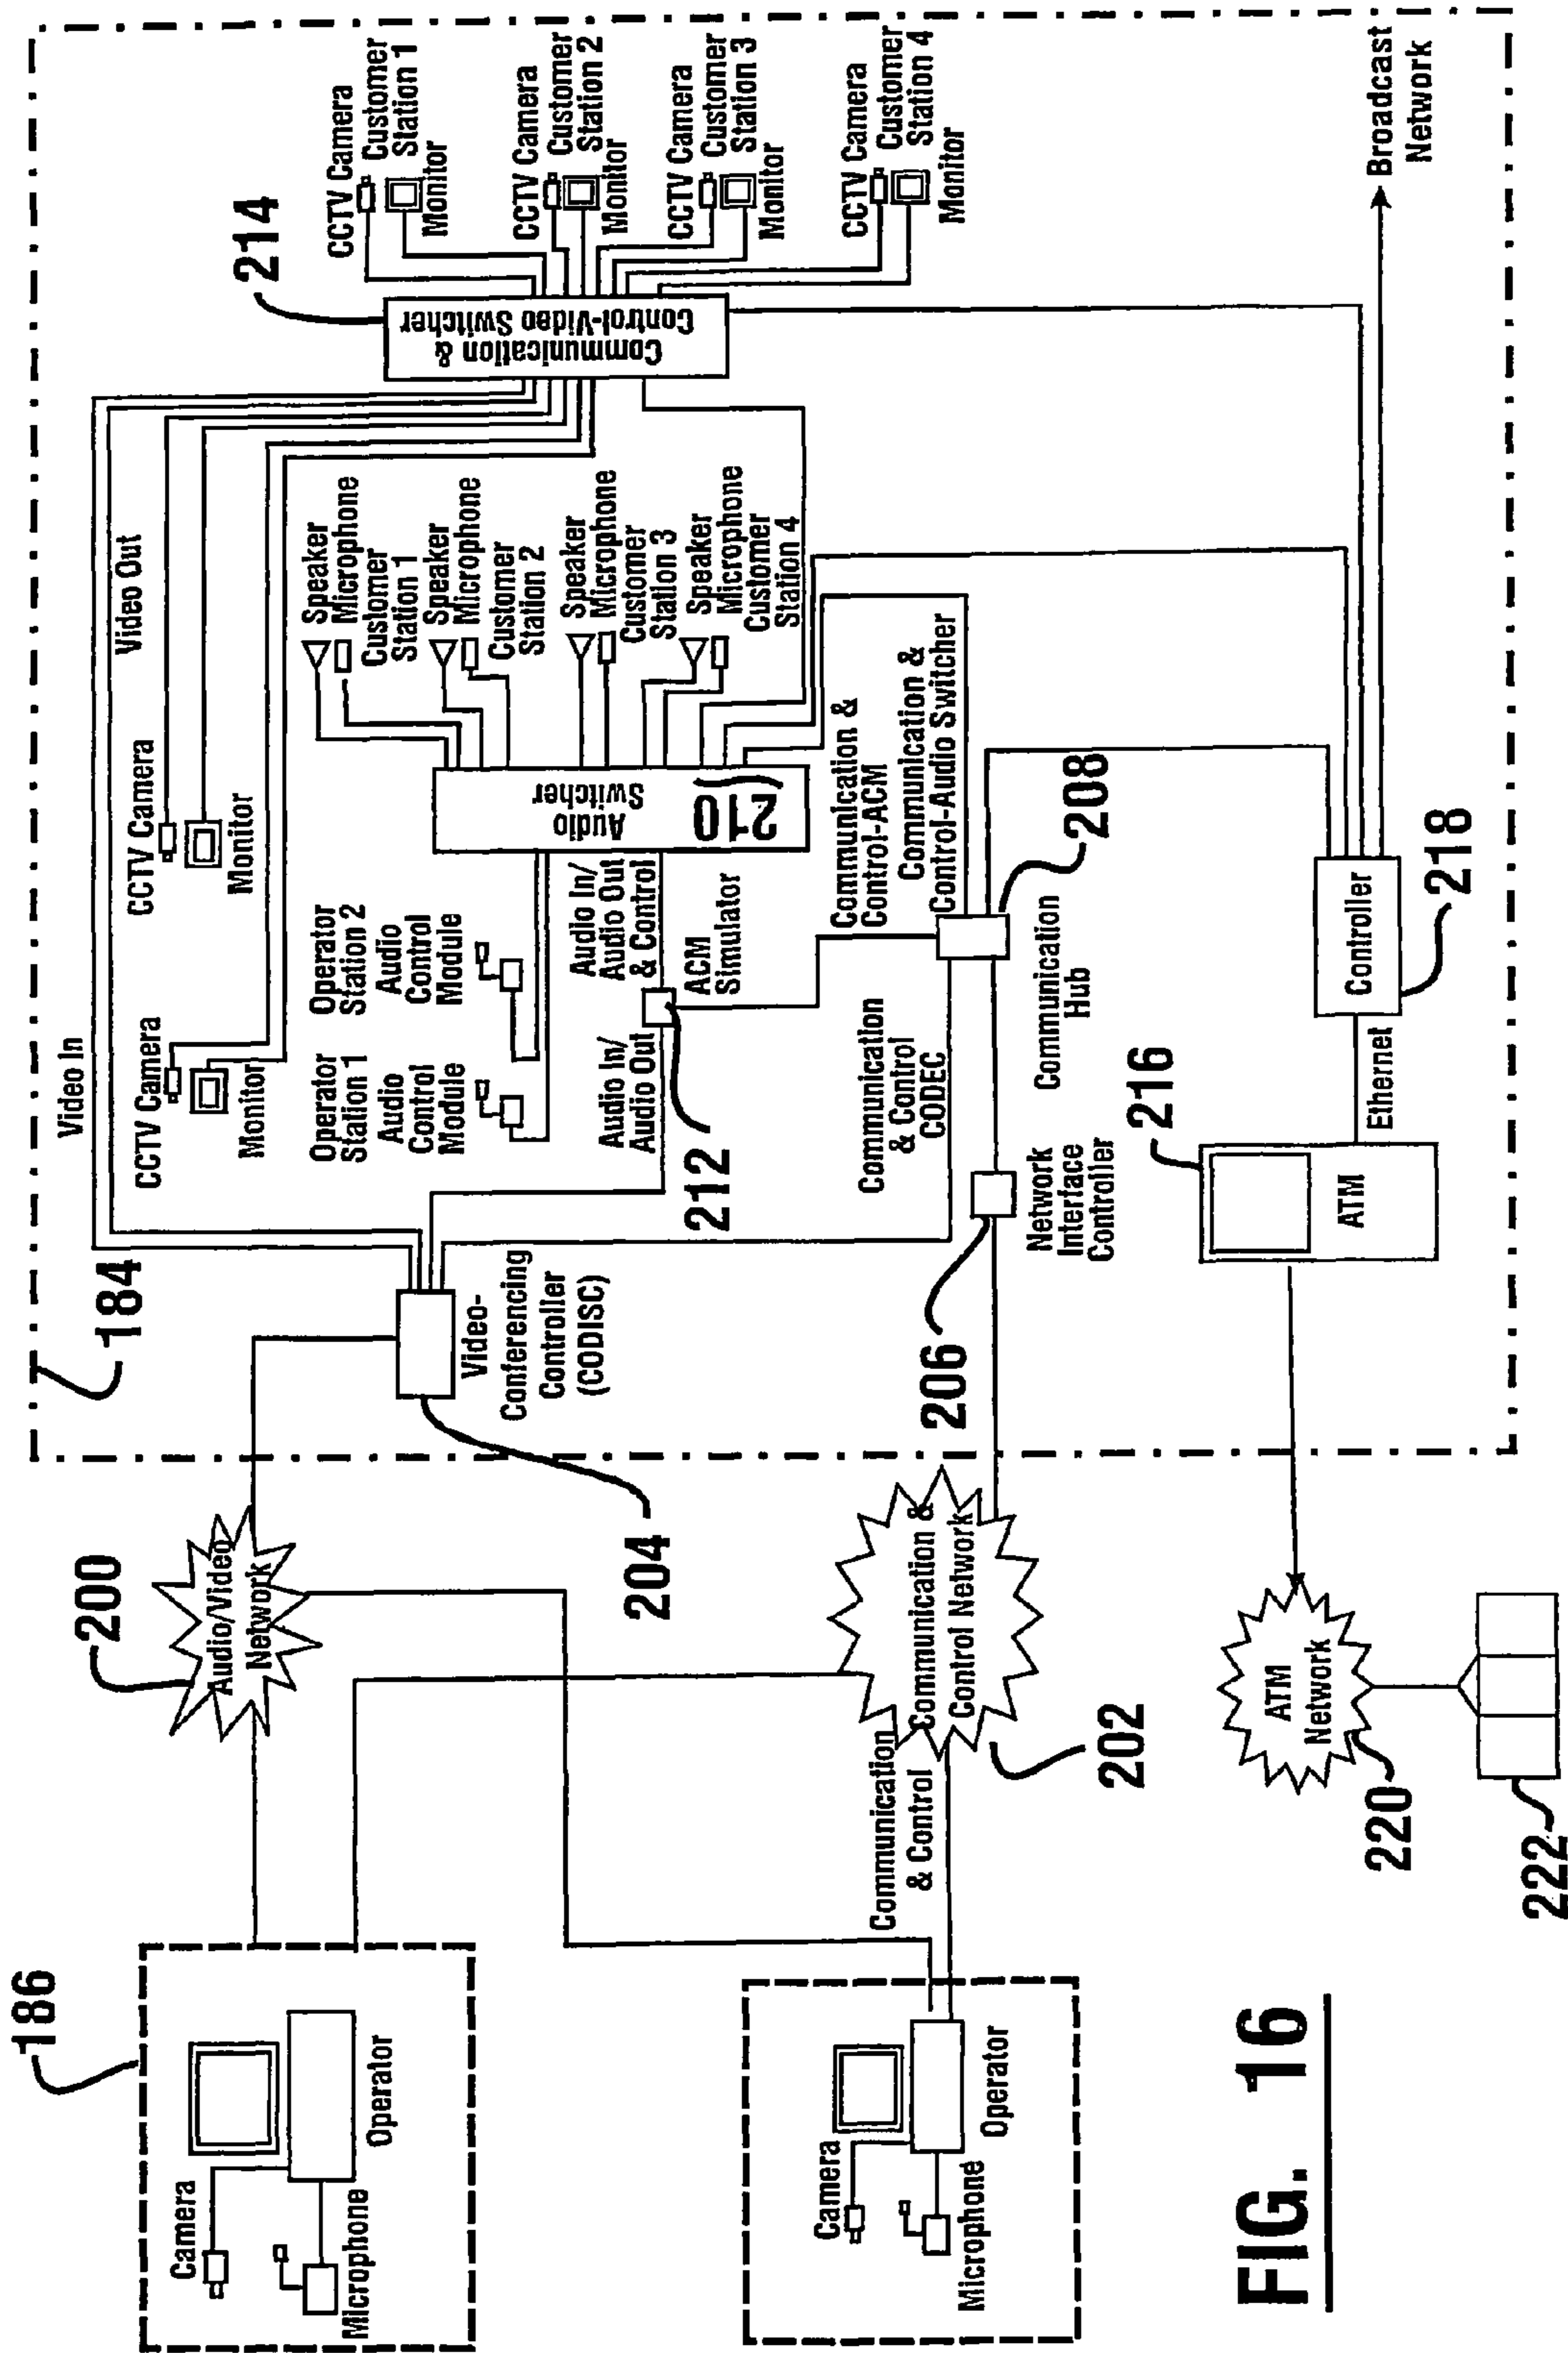 186
Camera
Microphone
Operator
Camera
Microphone
Operator
200
Audio/Video
Network
Communication
& Control
Communication &
Control Network
202
204
ATM
Network
220
222
184
Video In
Video Out
Video-
Conferencing
Controller
(CODISC)
CCTV Camera
Monitor
CCTV Camera
Monitor
Operator
Station 1
Audio
Control
Module
Operator
Station 2
Audio
Control
Module
Audio In/
Audio Out
212
Audio In/
Audio Out
& Control
ACM
Simulator
Audio
Switcher
210
Speaker
Microphone
Customer
Station 1
Speaker
Microphone
Customer
Station 2
Speaker
Microphone
Customer
Station 3
Speaker
Microphone
Customer
Station 4
214
Communication &
Control-Video Switcher
CCTV Camera
Customer
Station 1
Monitor
CCTV Camera
Customer
Station 2
Monitor
CCTV Camera
Customer
Station 3
Monitor
CCTV Camera
Customer
Station 4
Monitor
206
Network
Interface
Controller
Communication
& Control
CODEC
Communication &
Control-ACM
Communication &
Control-Audio Switcher
208
Communication
Hub
216
ATM
Ethernet
Controller
218
Broadcast
Network
FIG. 16